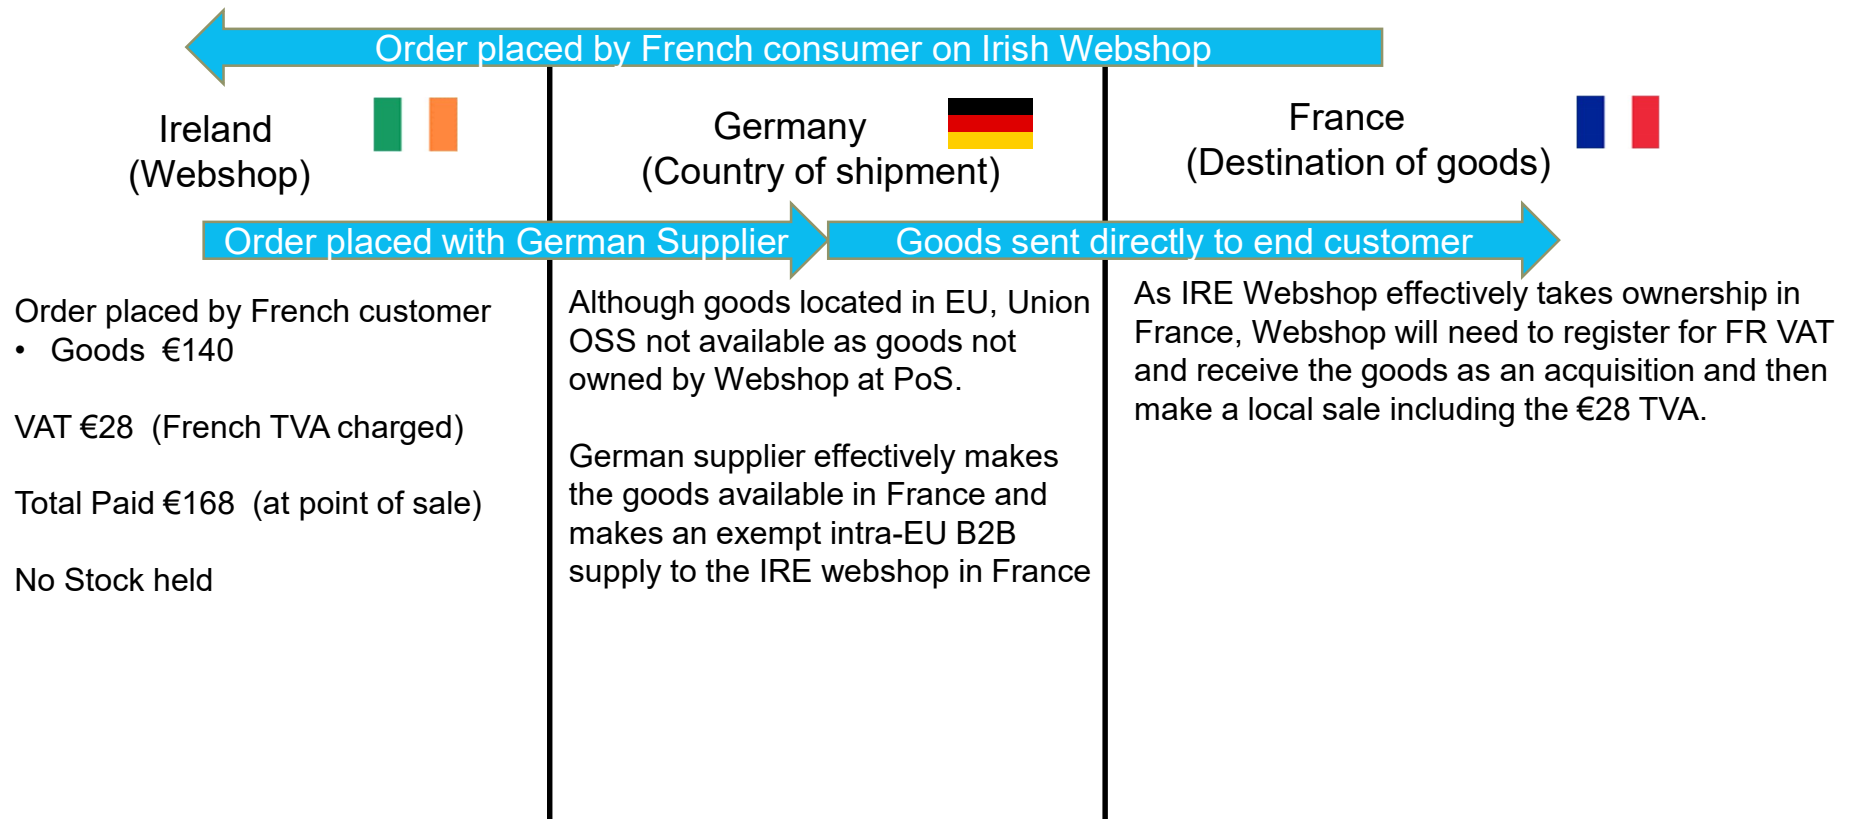 Order placed by French consumer on Irish Webshop
Ireland
(Webshop)
Germany
(Country of shipment)
France
(Destination of goods)
Order placed with German Supplier
Goods sent directly to end customer
Order placed by French customer
• Goods €140
VAT €28 (French TVA charged)
Total Paid €168 (at point of sale)
No Stock held
Although goods located in EU, Union
OSS not available as goods not
owned by Webshop at PoS.
German supplier effectively makes
the goods available in France and
makes an exempt intra-EU B2B
supply to the IRE webshop in France
As IRE Webshop effectively takes ownership in
France, Webshop will need to register for FR VAT
and receive the goods as an acquisition and then
make a local sale including the €28 TVA.